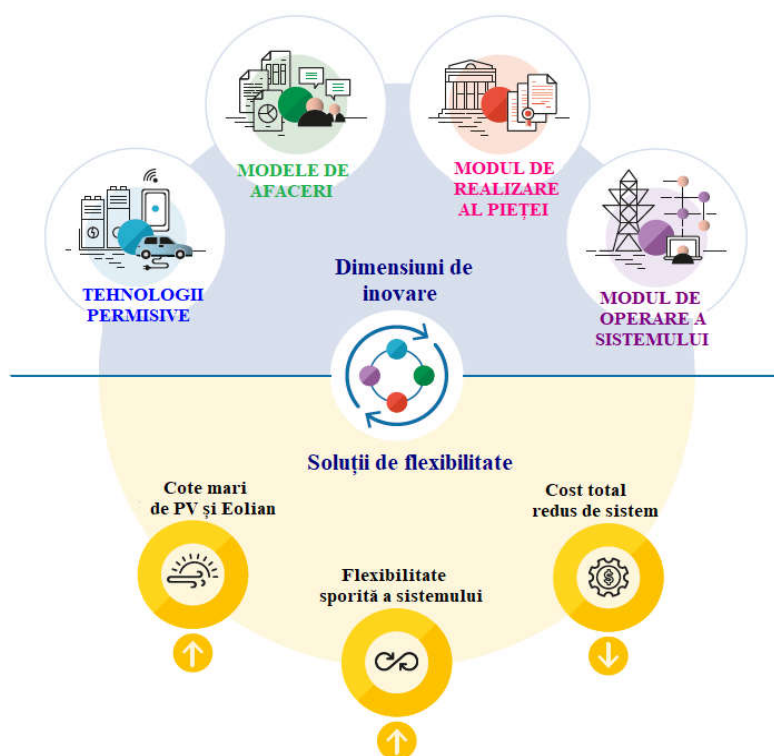 MODELE DE
AFACERI
MODUL DE
REALIZARE
AL PIEȚEI
TEHNOLOGII
PERMISIVE
Dimensiuni de
inovare
MODUL DE
OPERARE A
SISTEMULUI
Soluții de flexibilitate
Cote mari
de PV și Eolian
Cost total
redus de sistem
Flexibilitate
sporită a sistemului